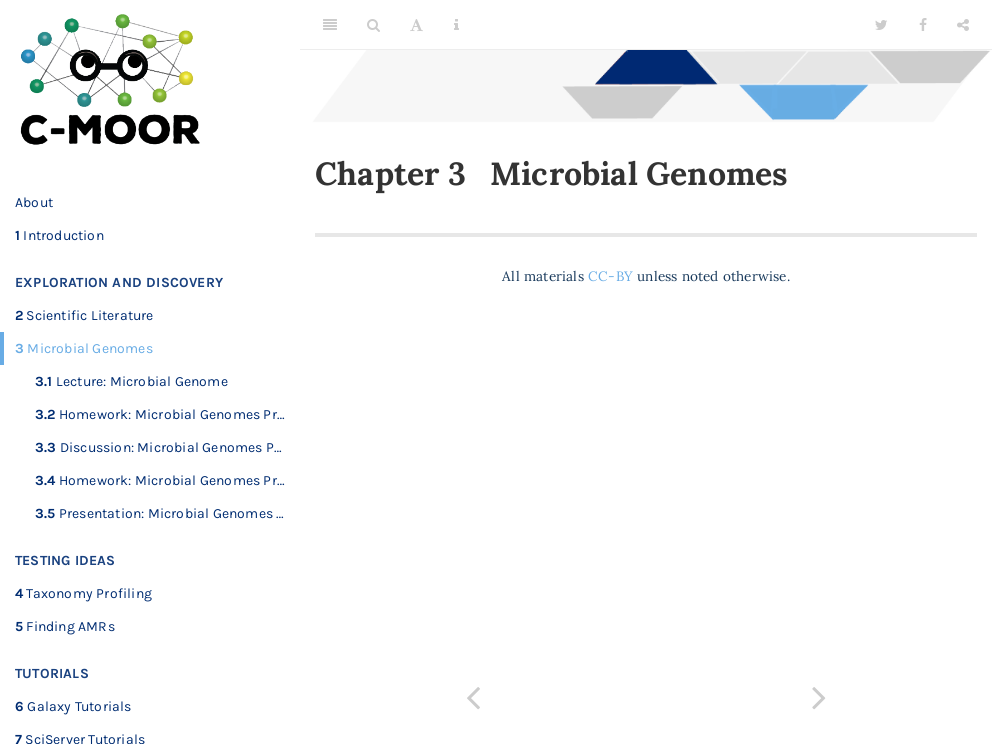 C-MOOR
About
1 Introduction
EXPLORATION AND DISCOVERY
2 Scientific Literature
3 Microbial Genomes
3.1 Lecture: Microbial Genome
3.2 Homework: Microbial Genomes Pr...
3.3 Discussion: Microbial Genomes P...
3.4 Homework: Microbial Genomes Pr...
3.5 Presentation: Microbial Genomes ...
TESTING IDEAS
4 Taxonomy Profiling
5 Finding AMRs
TUTORIALS
6 Galaxy Tutorials
7 SciServer Tutorials
Chapter 3 Microbial Genomes
All materials CC-BY unless noted otherwise.